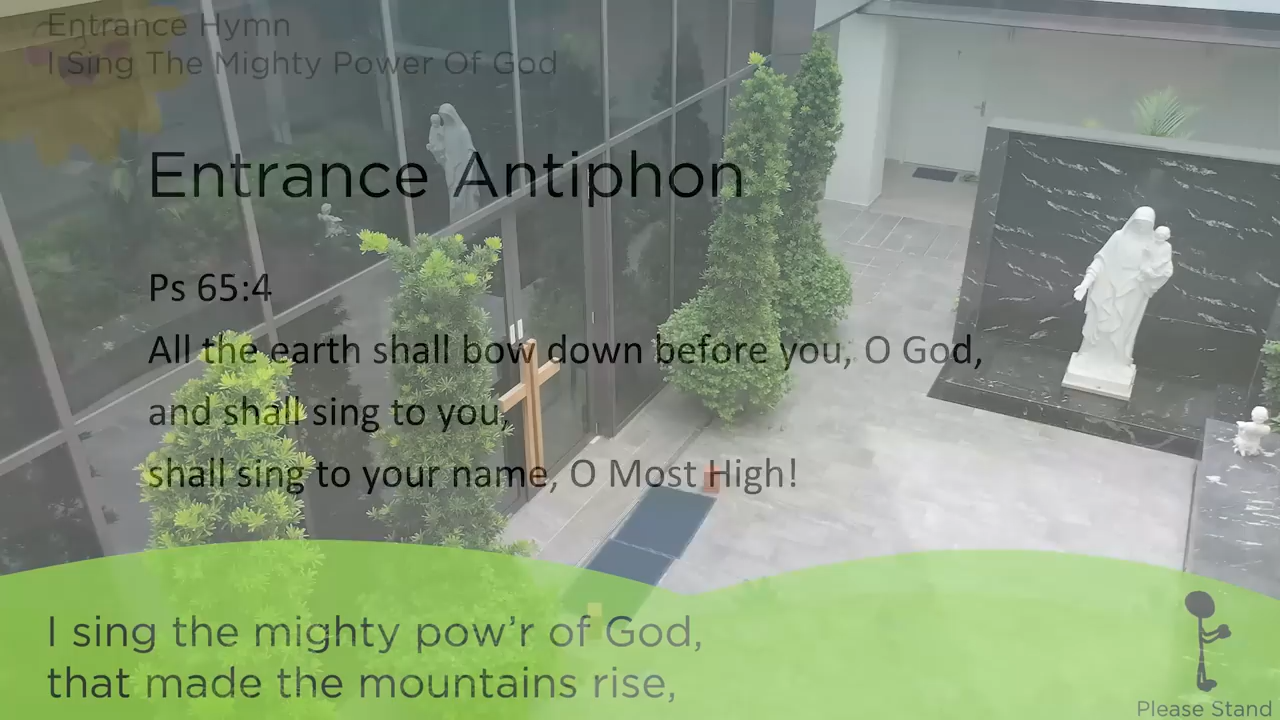 Entrance Hymn
I Sing The Mighty Power Of God
Entrance Antiphon
Ps 65:4
All the earth shall bow down before you, O God,
and shall sing to you,
shall sing to your name, O Most High!
I sing the mighty pow’r of God,
that made the mountains rise,
Please Stand